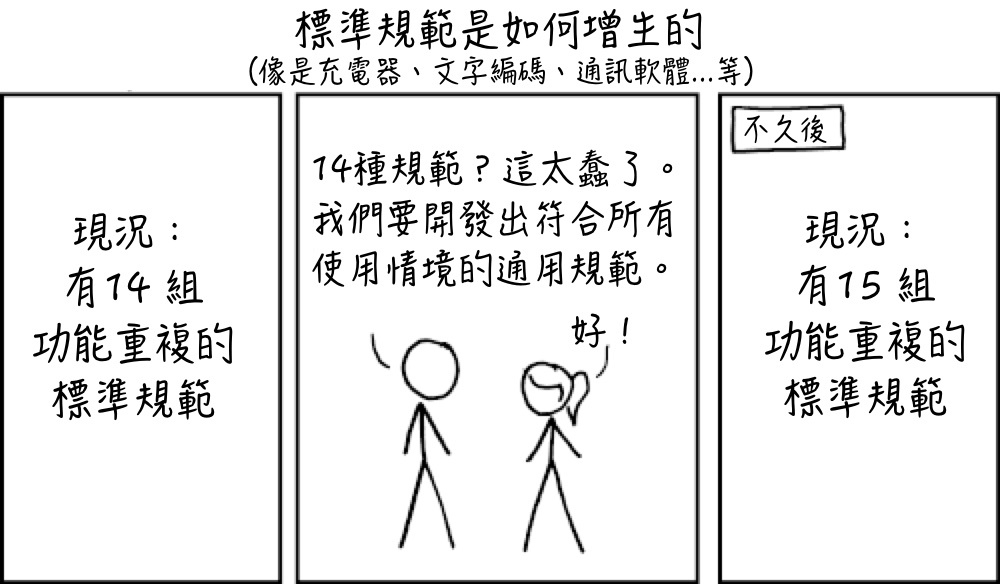 標準規範是如何增生的
(像是充電器、文字編碼、通訊軟體...等)
現況：
有14組
功能重複的
標準規範
14種規範？這太蠢了。
我們要開發出符合所有
使用情境的通用規範。
好！
不久後
現況：
有15組
功能重複的
標準規範